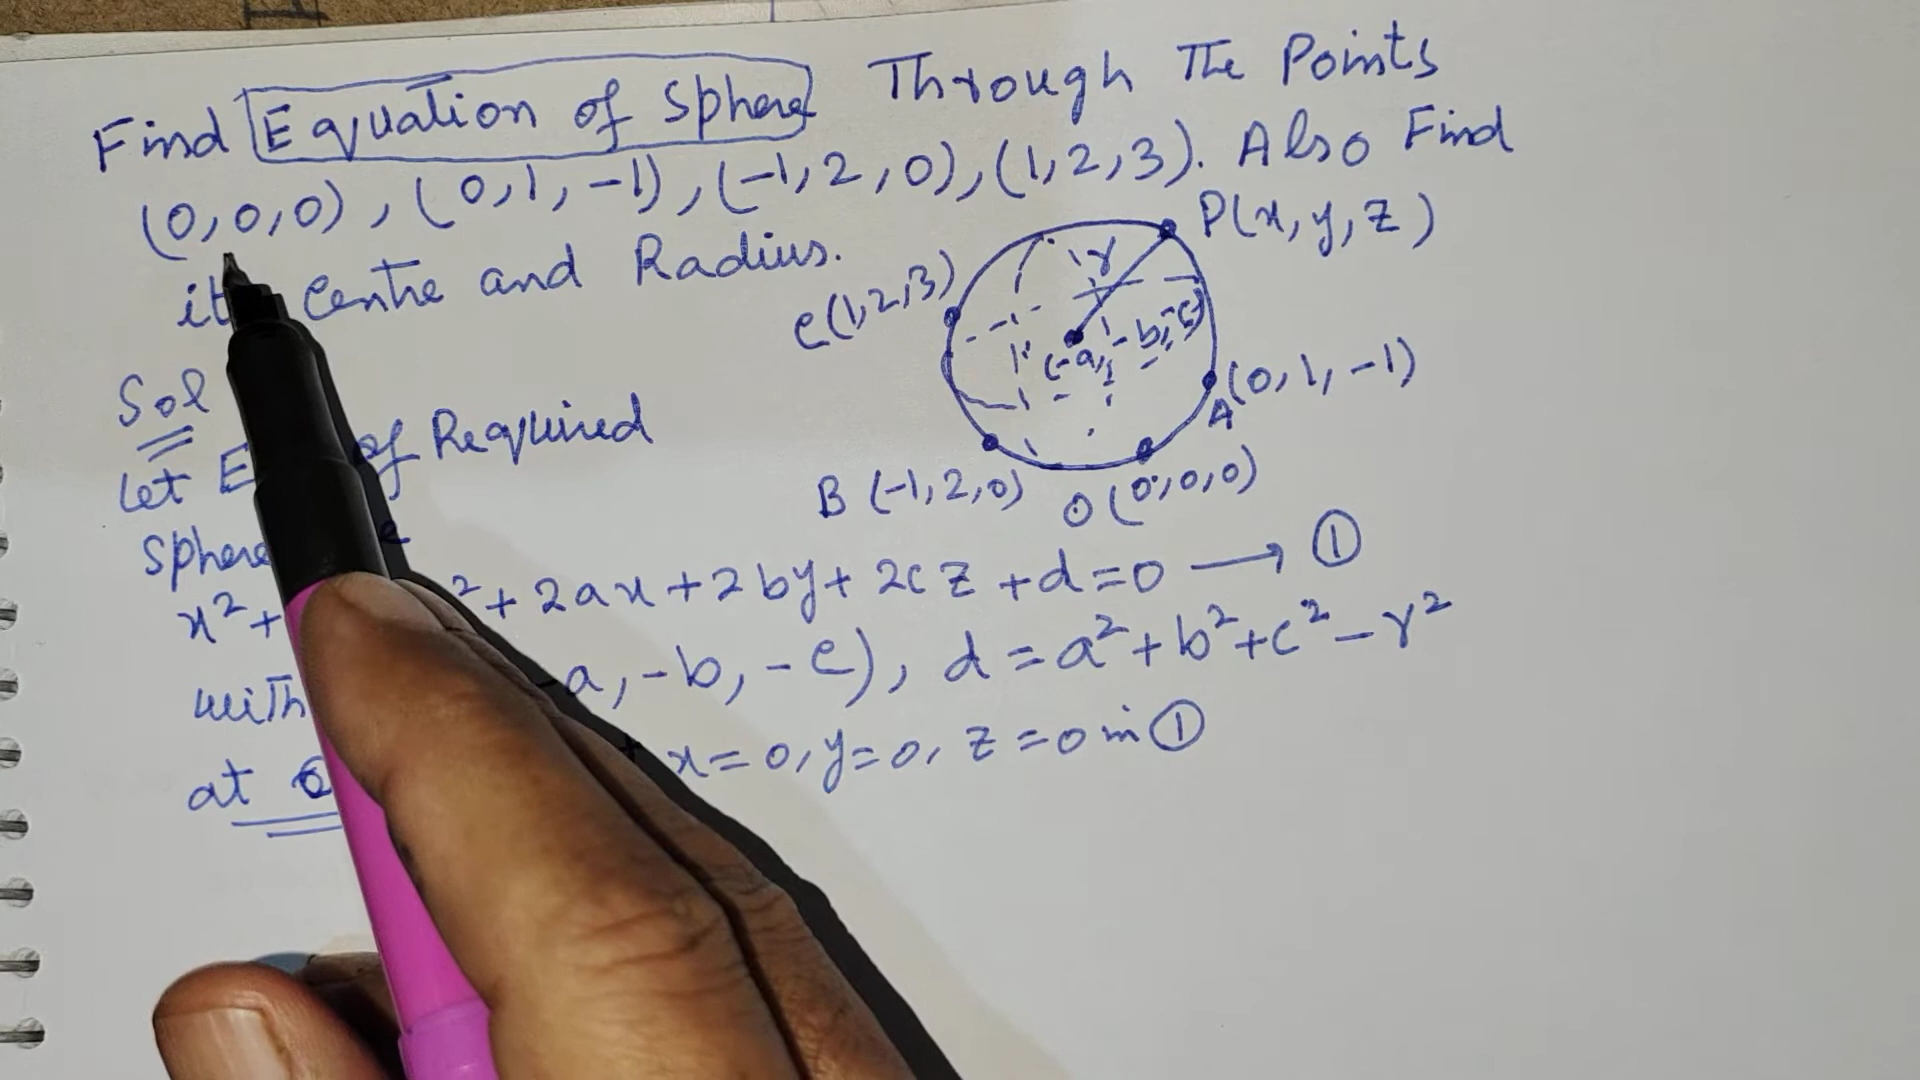 Find Equation of Sphere Through The Points
(0,0,0), (0,1,-1), (-1,2,0), (1,2,3). Also Find
it Centre and Radius.
P(x,y,z)
r
C(1,2,3)
(-a,-b,-c)
A(0,1,-1)
B(-1,2,0)
O(0,0,0)
Sol
Let E of Required
Sphere
x²+ ²+2ax+2by+2cz+d=0 → ①
with -a,-b,-c), d=a²+b²+c²-r²
at O x=0, y=0, z=0 in ①